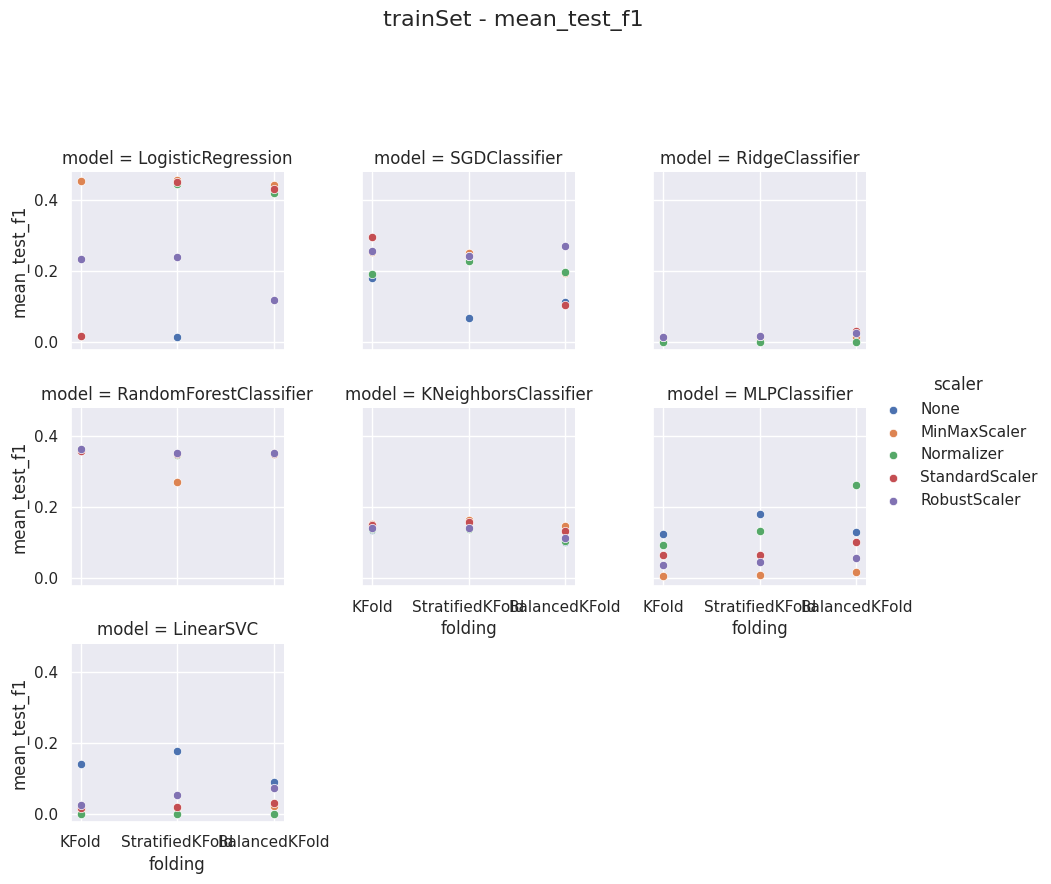 trainSet - mean_test_f1
model = LogisticRegression
model = SGDClassifier
model = RidgeClassifier
mean_test_f1
0.4
0.2
0.0
model = RandomForestClassifier
model = KNeighborsClassifier
model = MLPClassifier
mean_test_f1
0.4
0.2
0.0
KFold StratifiedKFold BalancedKFold
folding
KFold StratifiedKFold BalancedKFold
folding
scaler
None
MinMaxScaler
Normalizer
StandardScaler
RobustScaler
model = LinearSVC
mean_test_f1
0.4
0.2
0.0
KFold StratifiedKFold BalancedKFold
folding